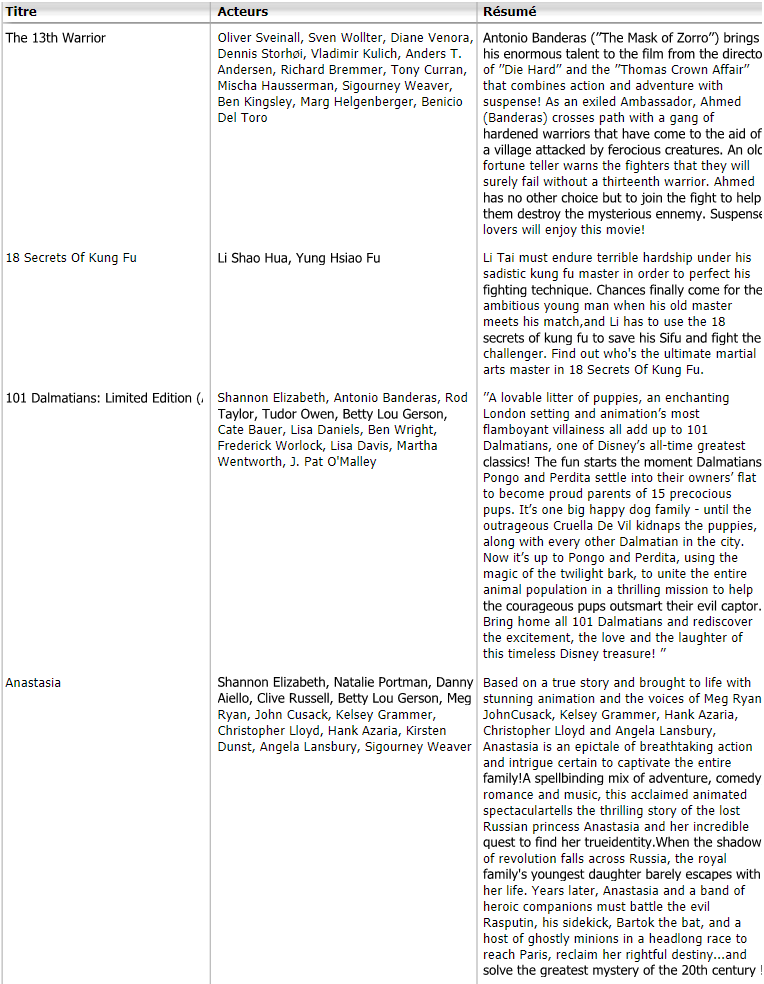 Titre
Acteurs
Résumé
The 13th Warrior
Oliver Sveinall, Sven Wollter, Diane Venora,
Dennis Storhøi, Vladimir Kulich, Anders T.
Andersen, Richard Bremmer, Tony Curran,
Mischa Hausserman, Sigourney Weaver,
Ben Kingsley, Marg Helgenberger, Benicio
Del Toro
Antonio Banderas (”The Mask of Zorro”) brings
his enormous talent to the film from the directo
of ”Die Hard” and the ”Thomas Crown Affair”
that combines action and adventure with
suspense! As an exiled Ambassador, Ahmed
(Banderas) crosses path with a gang of
hardened warriors that have come to the aid of
a village attacked by ferocious creatures. An old
fortune teller warns the fighters that they will
surely fail without a thirteenth warrior. Ahmed
has no other choice but to join the fight to help
them destroy the mysterious ennemy. Suspense
lovers will enjoy this movie!
18 Secrets Of Kung Fu
Li Shao Hua, Yung Hsiao Fu
Li Tai must endure terrible hardship under his
sadistic kung fu master in order to perfect his
fighting technique. Chances finally come for the
ambitious young man when his old master
meets his match,and Li has to use the 18
secrets of kung fu to save his Sifu and fight the
challenger. Find out who's the ultimate martial
arts master in 18 Secrets Of Kung Fu.
101 Dalmatians: Limited Edition (
Shannon Elizabeth, Antonio Banderas, Rod
Taylor, Tudor Owen, Betty Lou Gerson,
Cate Bauer, Lisa Daniels, Ben Wright,
Frederick Worlock, Lisa Davis, Martha
Wentworth, J. Pat O'Malley
”A lovable litter of puppies, an enchanting
London setting and animation’s most
flamboyant villainess all add up to 101
Dalmatians, one of Disney’s all-time greatest
classics! The fun starts the moment Dalmatians
Pongo and Perdita settle into their owners’ flat
to become proud parents of 15 precocious
pups. It’s one big happy dog family - until the
outrageous Cruella De Vil kidnaps the puppies,
along with every other Dalmatian in the city.
Now it’s up to Pongo and Perdita, using the
magic of the twilight bark, to unite the entire
animal population in a thrilling mission to help
the courageous pups outsmart their evil captor.
Bring home all 101 Dalmatians and rediscover
the excitement, the love and the laughter of
this timeless Disney treasure! ”
Anastasia
Shannon Elizabeth, Natalie Portman, Danny
Aiello, Clive Russell, Betty Lou Gerson, Meg
Ryan, John Cusack, Kelsey Grammer,
Christopher Lloyd, Hank Azaria, Kirsten
Dunst, Angela Lansbury, Sigourney Weaver
Based on a true story and brought to life with
stunning animation and the voices of Meg Ryan
JohnCusack, Kelsey Grammer, Hank Azaria,
Christopher Lloyd and Angela Lansbury,
Anastasia is an epictale of breathtaking action
and intrigue certain to captivate the entire
family!A spellbinding mix of adventure, comedy
romance and music, this acclaimed animated
spectaculartells the thrilling story of the lost
Russian princess Anastasia and her incredible
quest to find her trueidentity.When the shadow
of revolution falls across Russia, the royal
family's youngest daughter barely escapes with
her life. Years later, Anastasia and a band of
heroic companions must battle the evil
Rasputin, his sidekick, Bartok the bat, and a
host of ghostly minions in a headlong race to
reach Paris, reclaim her rightful destiny...and
solve the greatest mystery of the 20th century !